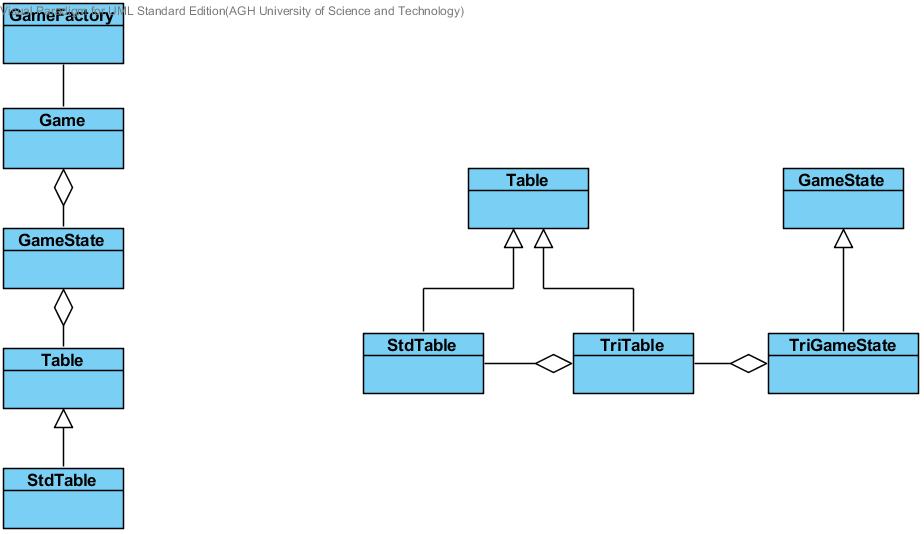 Visual Paradigm for UML Standard Edition(AGH University of Science and Technology)
GameFactory
Game
GameState
Table
StdTable
Table
GameState
StdTable
TriTable
TriGameState